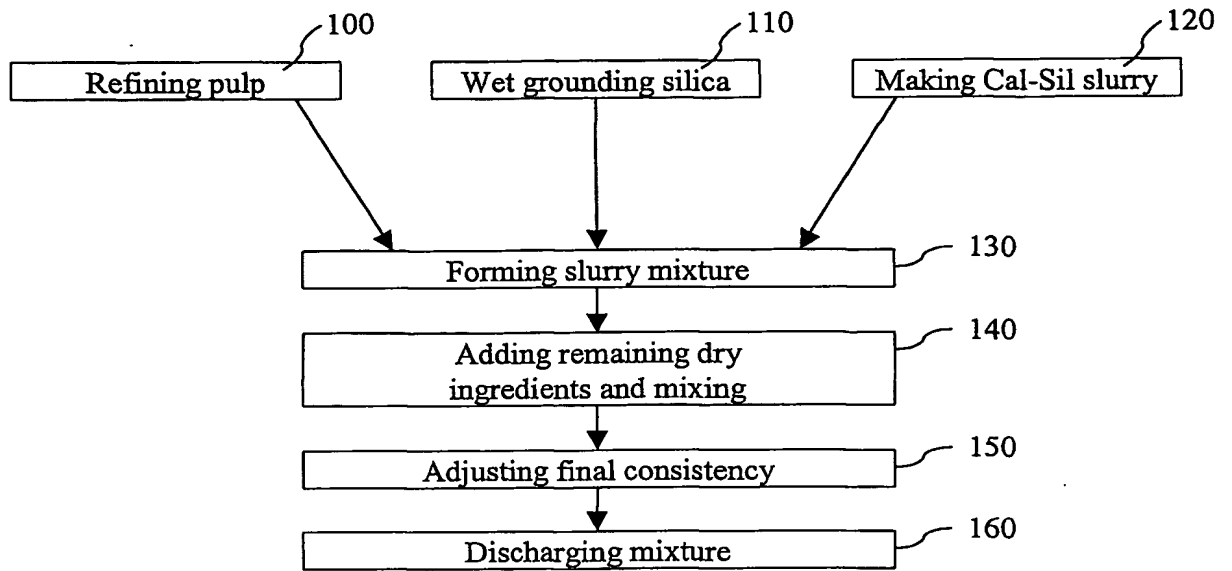 100
110
120
Refining pulp
Wet grounding silica
Making Cal-Sil slurry
130
Forming slurry mixture
140
Adding remaining dry
ingredients and mixing
150
Adjusting final consistency
160
Discharging mixture